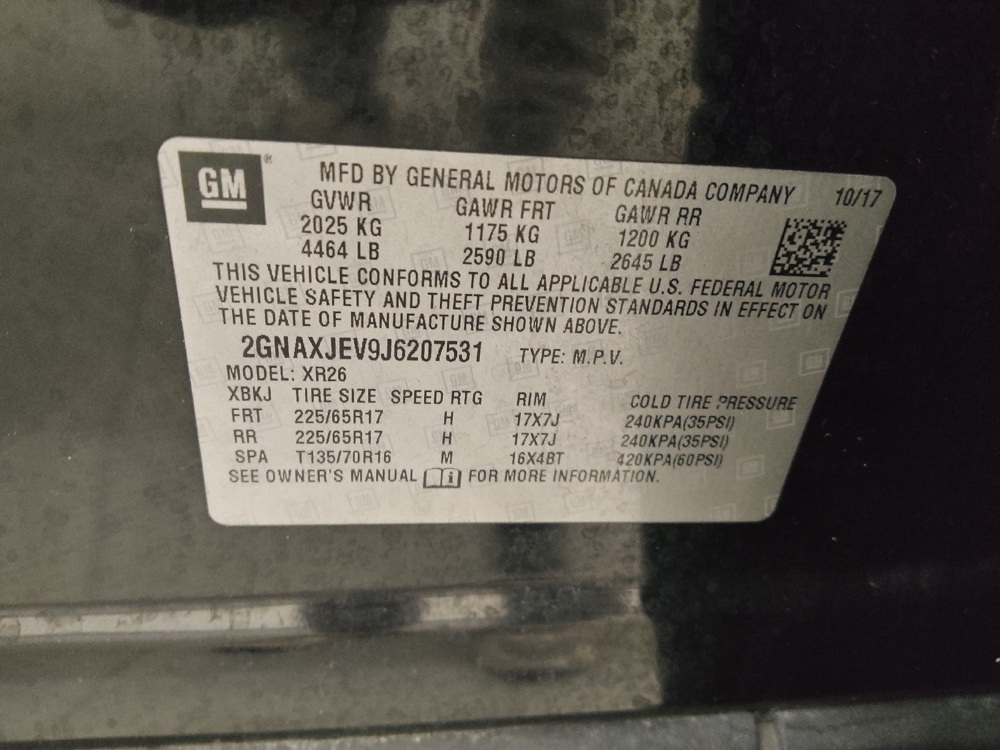 GM ® MFD BY GENERAL MOTORS OF CANADA COMPANY 10/17
GVWR GAWR FRT GAWR RR
2025 KG 1175 KG 1200 KG
4464 LB 2590 LB 2645 LB
THIS VEHICLE CONFORMS TO ALL APPLICABLE U.S. FEDERAL MOTOR
VEHICLE SAFETY AND THEFT PREVENTION STANDARDS IN EFFECT ON
THE DATE OF MANUFACTURE SHOWN ABOVE.
2GNAXJEV9J6207531 TYPE: M.P.V.
MODEL: XR26
XBKJ TIRE SIZE SPEED RTG RIM COLD TIRE PRESSURE
FRT 225/65R17 H 17X7J 240KPA(35PSI)
RR 225/65R17 H 17X7J 240KPA(35PSI)
SPA T135/70R16 M 16X4BT 420KPA(60PSI)
SEE OWNER'S MANUAL i FOR MORE INFORMATION.